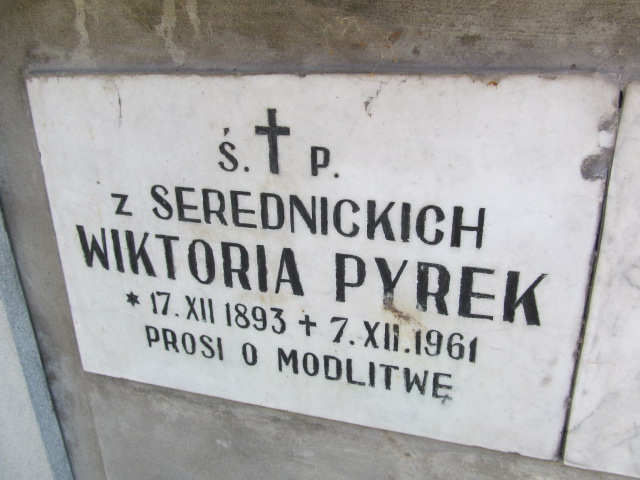 Ś. † P.
z SEREDNICKICH
WIKTORIA PYREK
* 17. XII 1893 + 7. XII. 1961
PROSI O MODLITWĘ